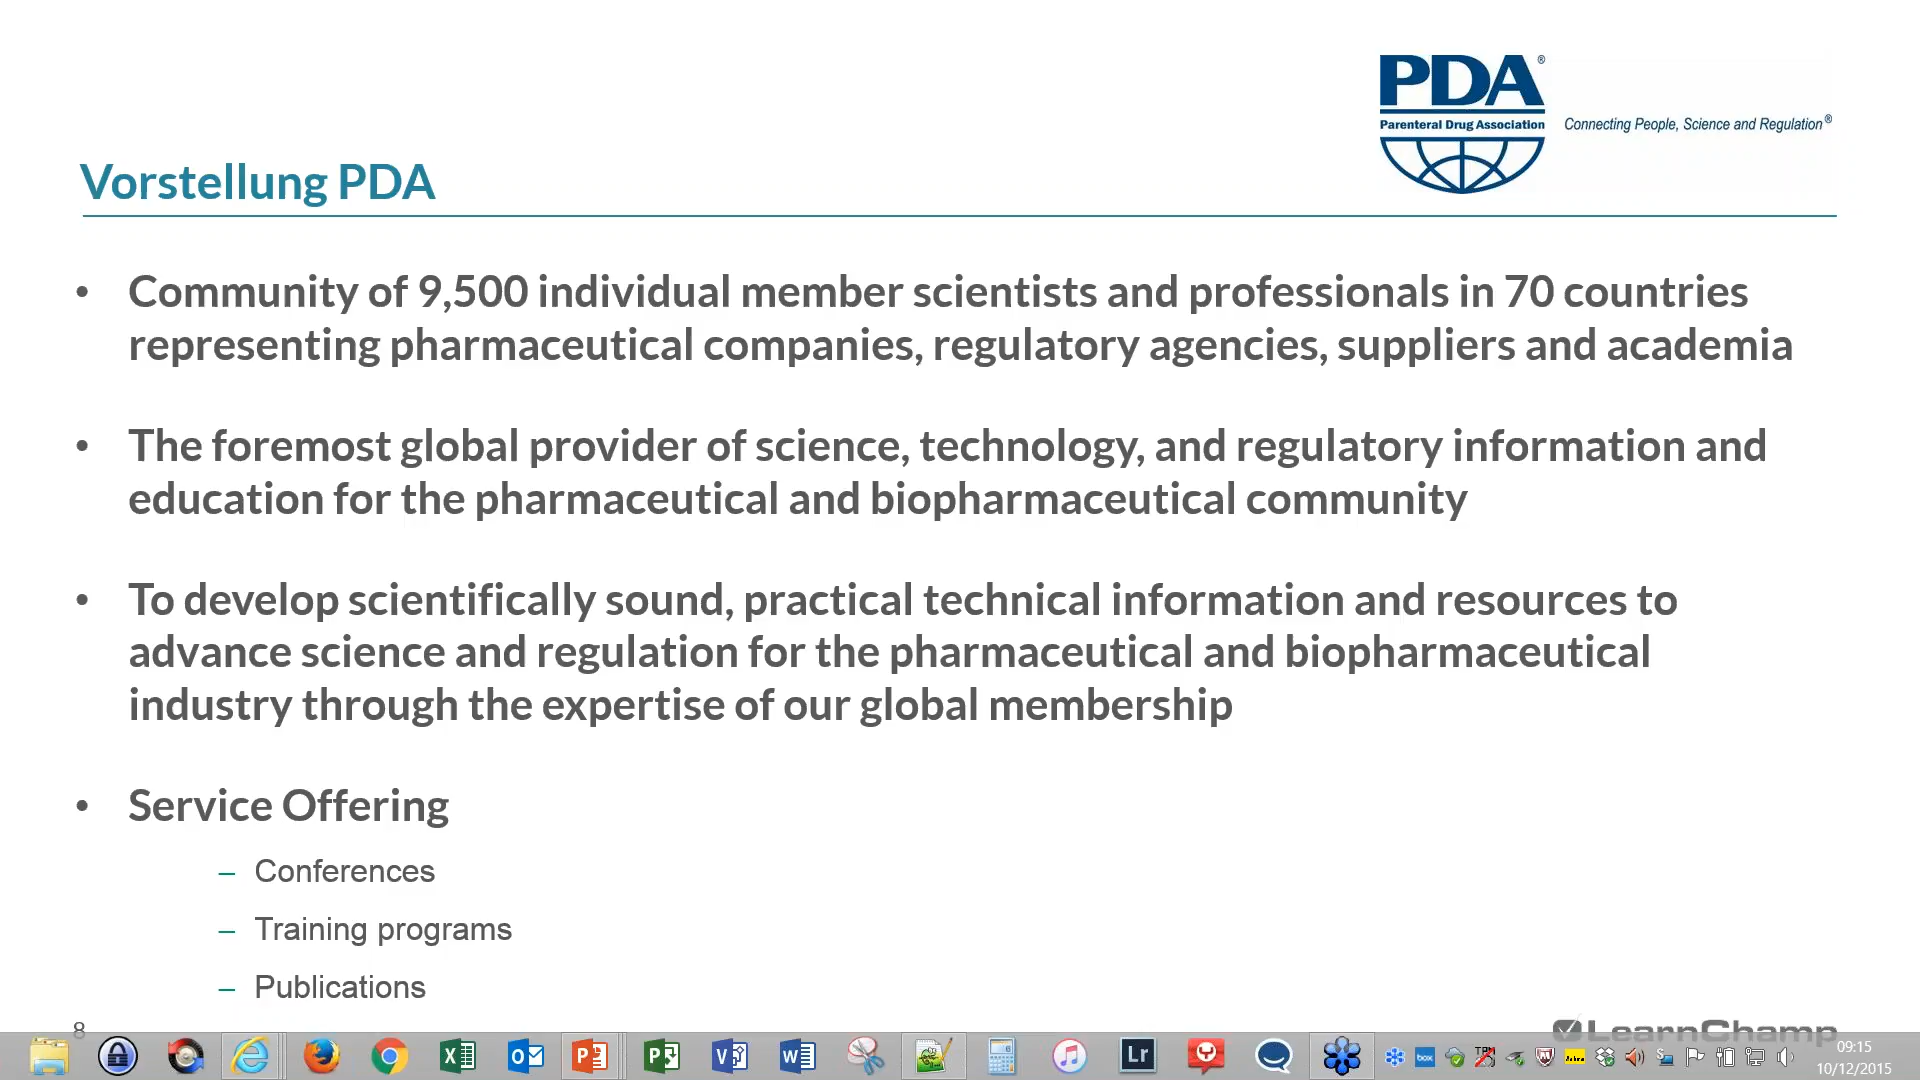 PDA®
Parenteral Drug Association
Connecting People, Science and Regulation®
Vorstellung PDA
• Community of 9,500 individual member scientists and professionals in 70 countries
representing pharmaceutical companies, regulatory agencies, suppliers and academia
• The foremost global provider of science, technology, and regulatory information and
education for the pharmaceutical and biopharmaceutical community
• To develop scientifically sound, practical technical information and resources to
advance science and regulation for the pharmaceutical and biopharmaceutical
industry through the expertise of our global membership
• Service Offering
– Conferences
– Training programs
– Publications
8
LearnChamp
Lr
box
09:15
10/12/2015